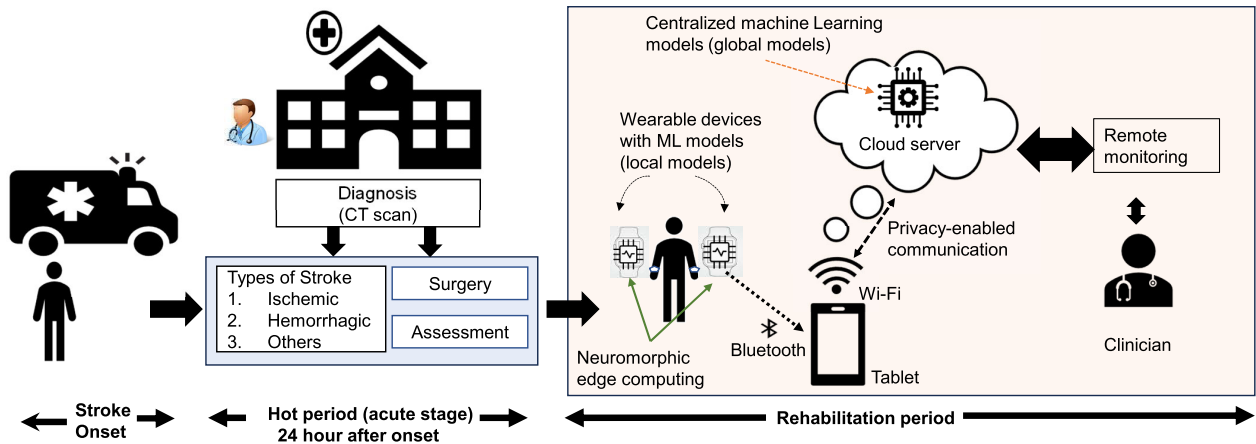 Diagnosis
(CT scan)
Types of Stroke
1. Ischemic
2. Hemorrhagic
3. Others
Surgery
Assessment
Centralized machine Learning
models (global models)
Wearable devices
with ML models
(local models)
Cloud server
Remote
monitoring
Privacy-enabled
communication
Wi-Fi
Bluetooth
Neuromorphic
edge computing
Tablet
Clinician
Stroke
Onset
Hot period (acute stage)
24 hour after onset
Rehabilitation period